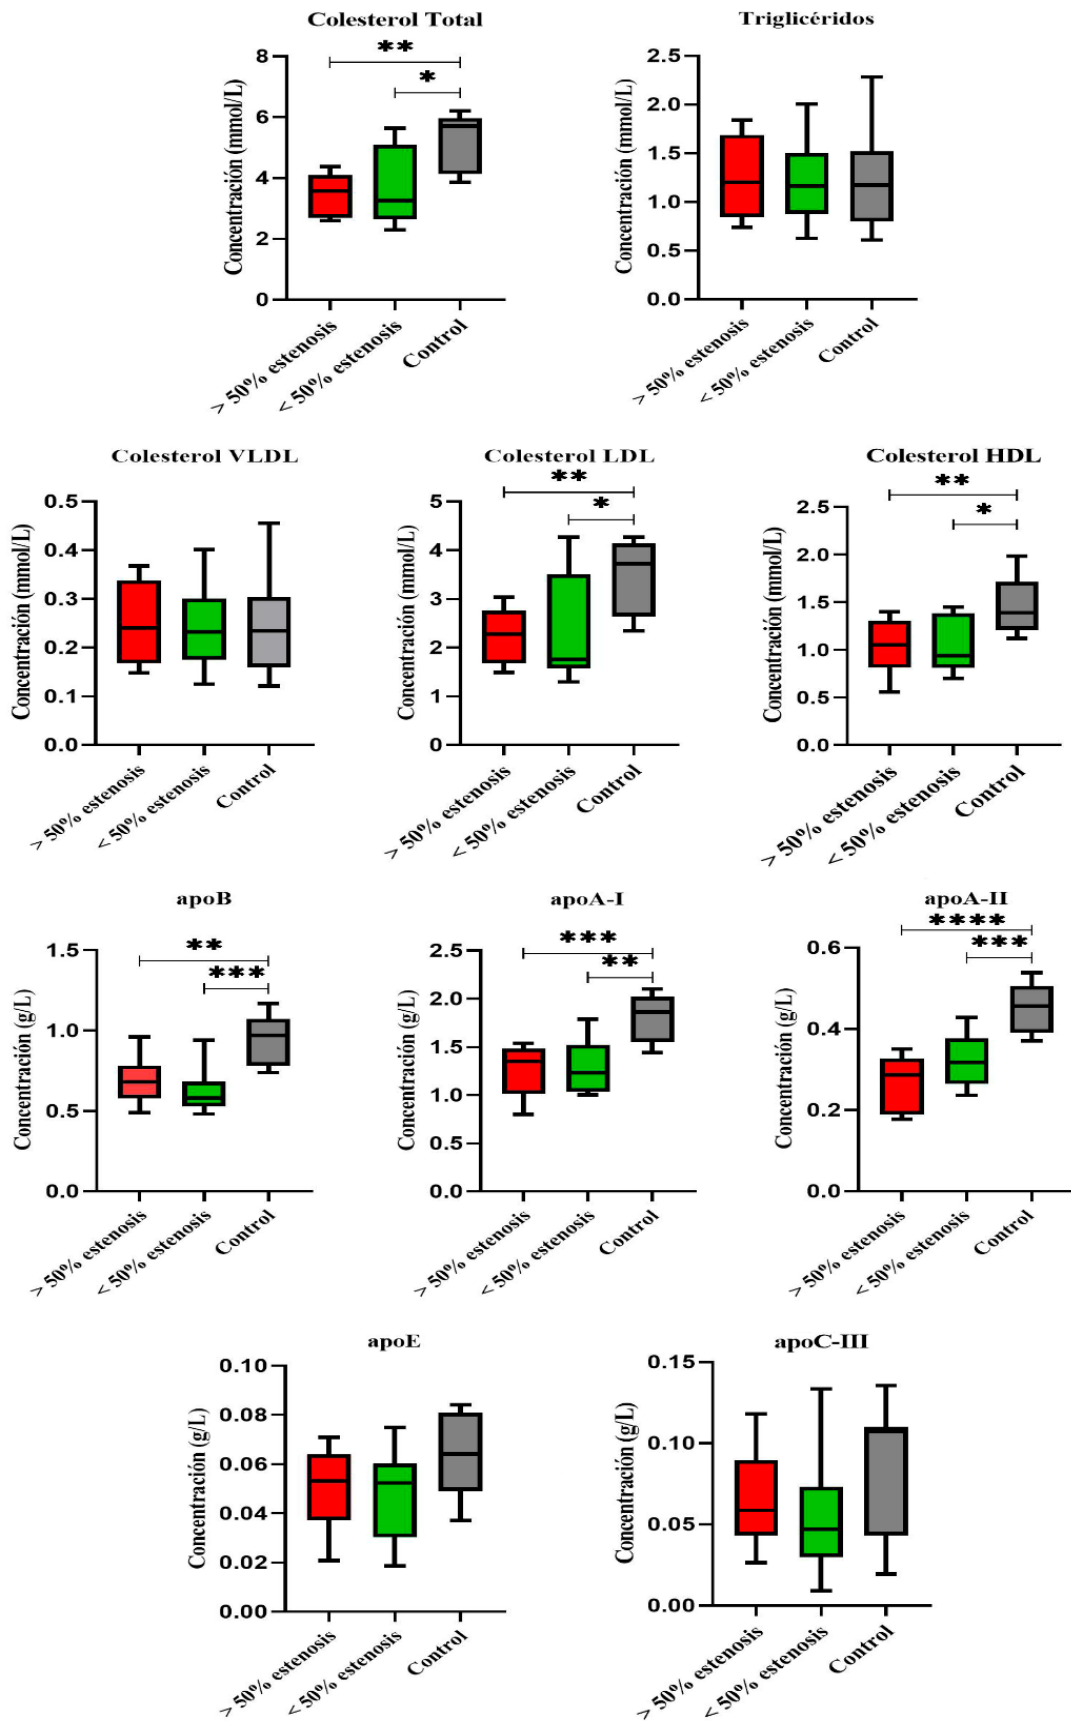 Colesterol Total
**
*
Concentración (mmol/L)
8
6
4
2
0
> 50% estenosis
< 50% estenosis
Control
Triglicéridos
Concentración (mmol/L)
2.5
2.0
1.5
1.0
0.5
0.0
> 50% estenosis
< 50% estenosis
Control
Colesterol VLDL
Concentración (mmol/L)
0.5
0.4
0.3
0.2
0.1
0.0
> 50% estenosis
< 50% estenosis
Control
Colesterol LDL
**
*
Concentración (mmol/L)
5
4
3
2
1
0
> 50% estenosis
< 50% estenosis
Control
Colesterol HDL
**
*
Concentración (mmol/L)
2.5
2.0
1.5
1.0
0.5
0.0
> 50% estenosis
< 50% estenosis
Control
apoB
**
***
Concentración (g/L)
1.5
1.0
0.5
0.0
> 50% estenosis
< 50% estenosis
Control
apoA-I
***
**
Concentración (g/L)
2.5
2.0
1.5
1.0
0.5
0.0
> 50% estenosis
< 50% estenosis
Control
apoA-II
****
***
Concentración (g/L)
0.6
0.4
0.2
0.0
> 50% estenosis
< 50% estenosis
Control
apoE
Concentración (g/L)
0.10
0.08
0.06
0.04
0.02
0.00
> 50% estenosis
< 50% estenosis
Control
apoC-III
Concentración (g/L)
0.15
0.10
0.05
0.00
> 50% estenosis
< 50% estenosis
Control